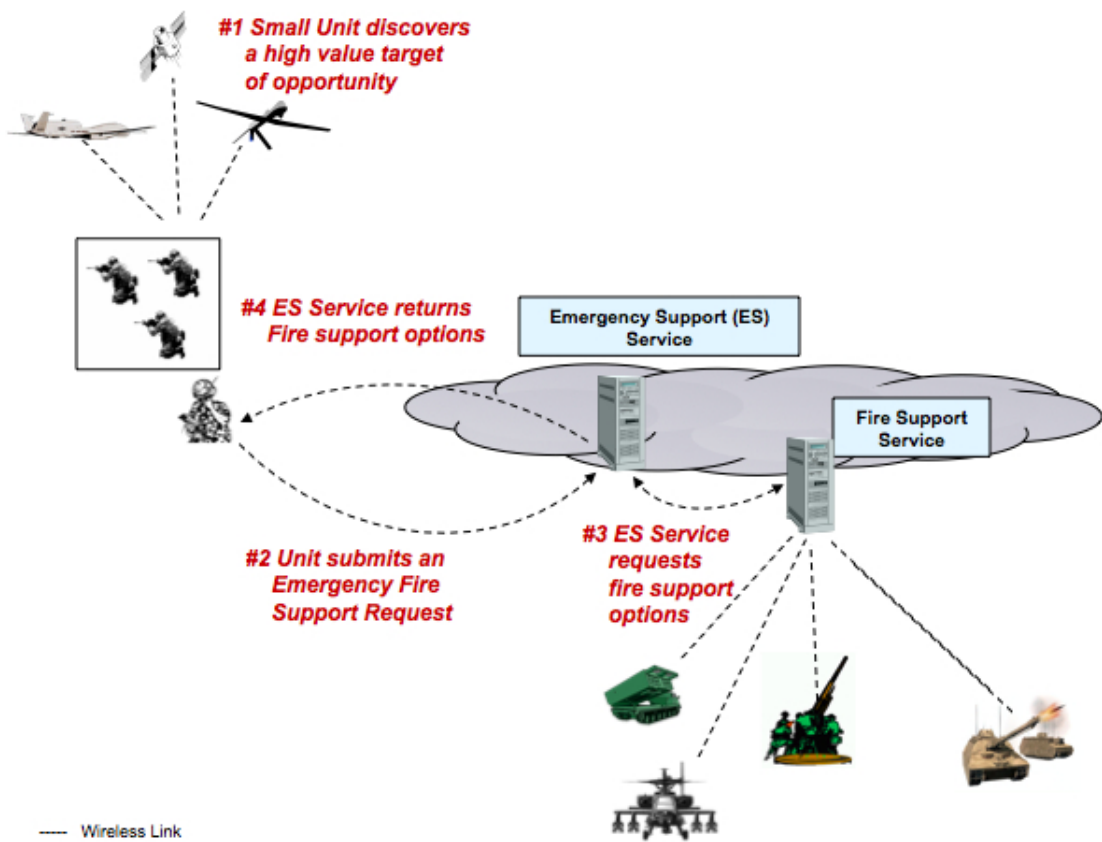 #1 Small Unit discovers
a high value target
of opportunity
#4 ES Service returns
Fire support options
Emergency Support (ES)
Service
Fire Support
Service
#2 Unit submits an
Emergency Fire
Support Request
#3 ES Service
requests
fire support
options
----- Wireless Link